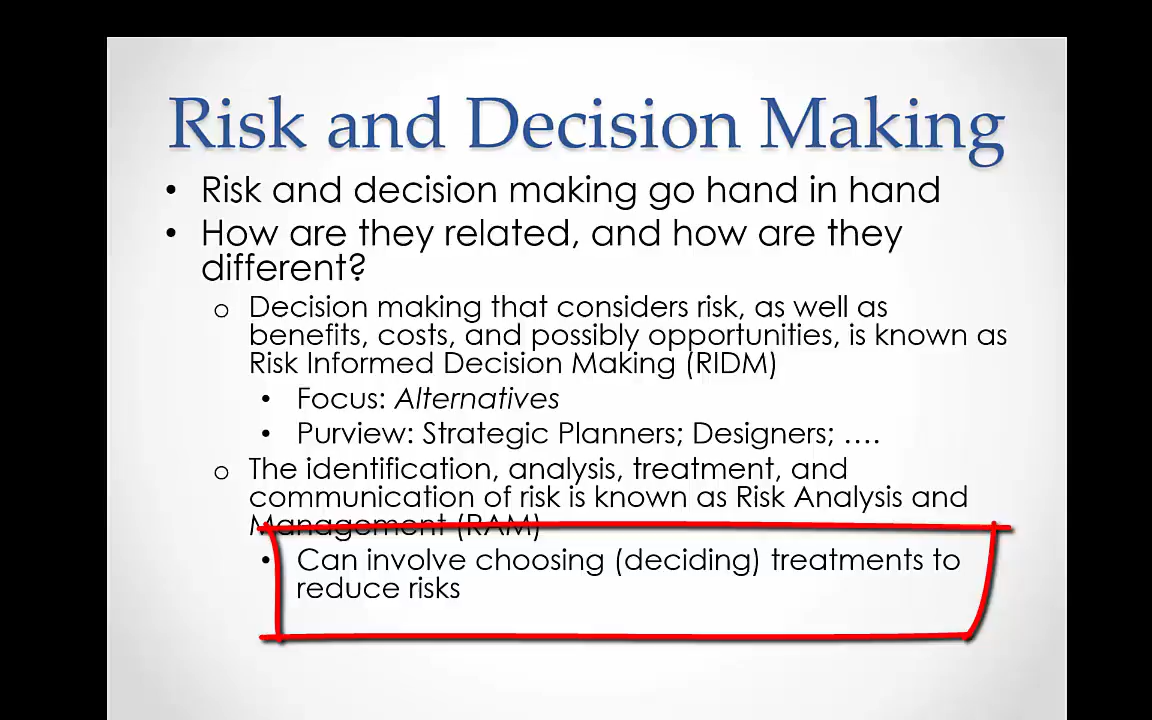 Risk and Decision Making
• Risk and decision making go hand in hand
• How are they related, and how are they
different?
o Decision making that considers risk, as well as
benefits, costs, and possibly opportunities, is known as
Risk Informed Decision Making (RIDM)
• Focus: Alternatives
• Purview: Strategic Planners; Designers; ….
o The identification, analysis, treatment, and
communication of risk is known as Risk Analysis and
Management (RAM)
• Can involve choosing (deciding) treatments to
reduce risks